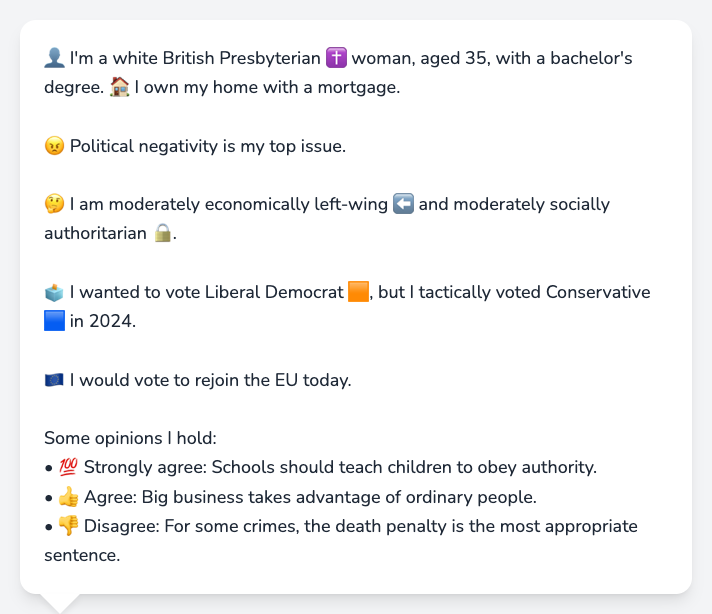 👤 I'm a white British Presbyterian ✝️ woman, aged 35, with a bachelor's
degree. 🏠 I own my home with a mortgage.
😠 Political negativity is my top issue.
🤔 I am moderately economically left-wing ⬅️ and moderately socially
authoritarian 🔒.
🗳️ I wanted to vote Liberal Democrat 🟧, but I tactically voted Conservative
🟦 in 2024.
🇪🇺 I would vote to rejoin the EU today.
Some opinions I hold:
• 💯 Strongly agree: Schools should teach children to obey authority.
• 👍 Agree: Big business takes advantage of ordinary people.
• 👎 Disagree: For some crimes, the death penalty is the most appropriate
sentence.